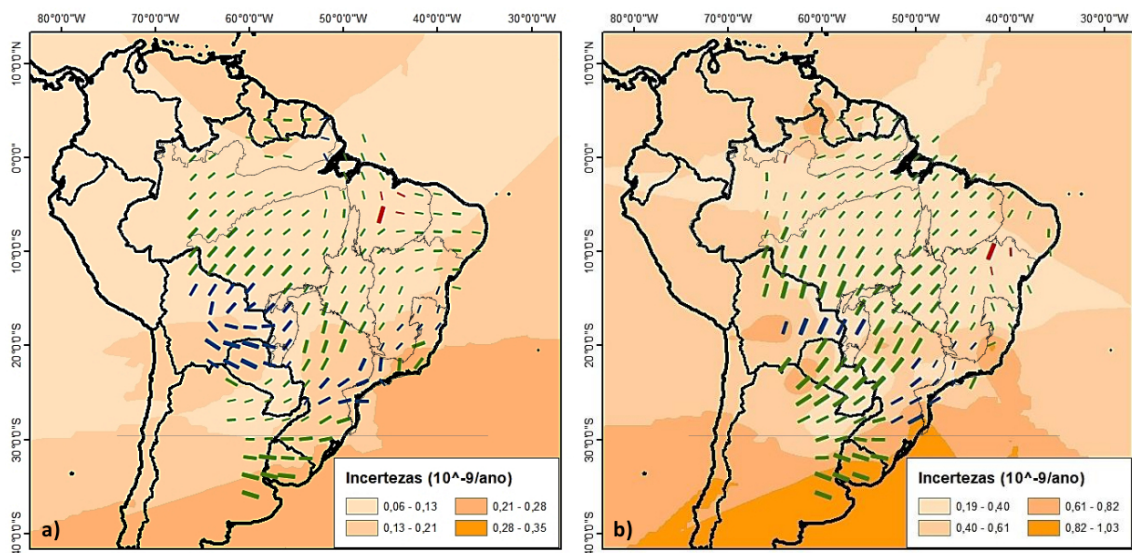 80°0'0"W 70°0'0"W 60°0'0"W 50°0'0"W 40°0'0"W 30°0'0"W
10°0'0"N
0°0'0"
10°0'0"S
20°0'0"S
30°0'0"S
40°0'0"S
Incertezas (10^-9/ano)
0,06 - 0,13 0,21 - 0,28
0,13 - 0,21 0,28 - 0,35
a)
80°0'0"W 70°0'0"W 60°0'0"W 50°0'0"W 40°0'0"W 30°0'0"W
10°0'0"N
0°0'0"
10°0'0"S
20°0'0"S
30°0'0"S
40°0'0"S
Incertezas (10^-9/ano)
0,19 - 0,40 0,61 - 0,82
0,40 - 0,61 0,82 - 1,03
b)